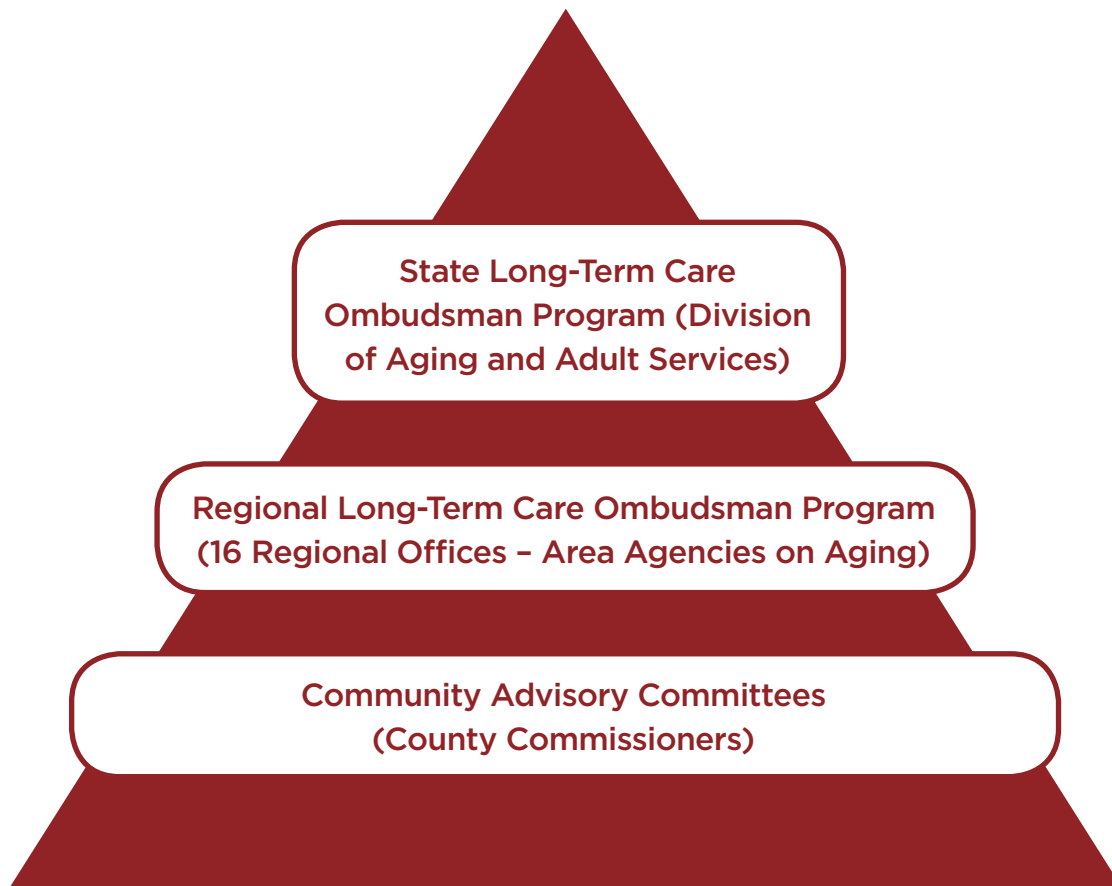 State Long-Term Care
Ombudsman Program (Division
of Aging and Adult Services)
Regional Long-Term Care Ombudsman Program
(16 Regional Offices – Area Agencies on Aging)
Community Advisory Committees
(County Commissioners)